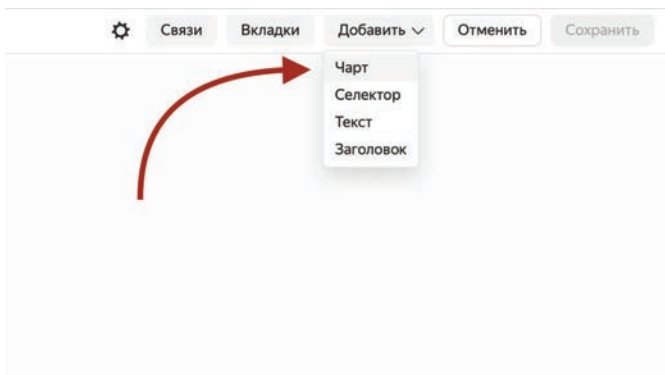 Связи Вкладки Добавить Отменить Сохранить
Чарт
Селектор
Текст
Заголовок